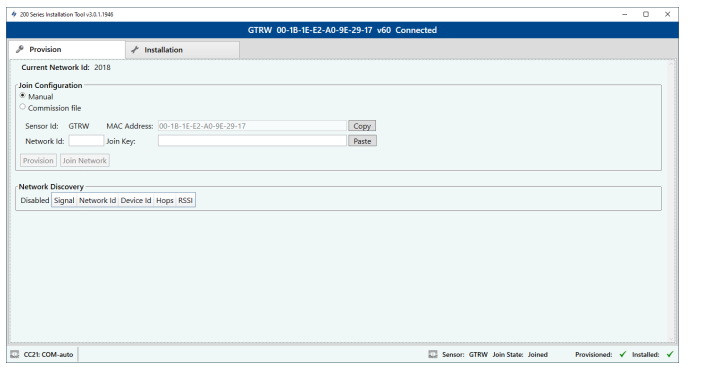 200 Series Installation Tool v3.0.1.1946
GTRW 00-1B-1E-E2-A0-9E-29-17 v60 Connected
Provision
Installation
Current Network Id: 2018
Join Configuration
Manual
Commission file
Sensor Id: GTRW MAC Address: 00-1B-1E-E2-A0-9E-29-17 Copy
Network Id: Join Key: Paste
Provision Join Network
Network Discovery
Disabled Signal Network Id Device Id Hops RSSI
CC21: COM-auto
Sensor: GTRW Join State: Joined Provisioned: ✓ Installed: ✓